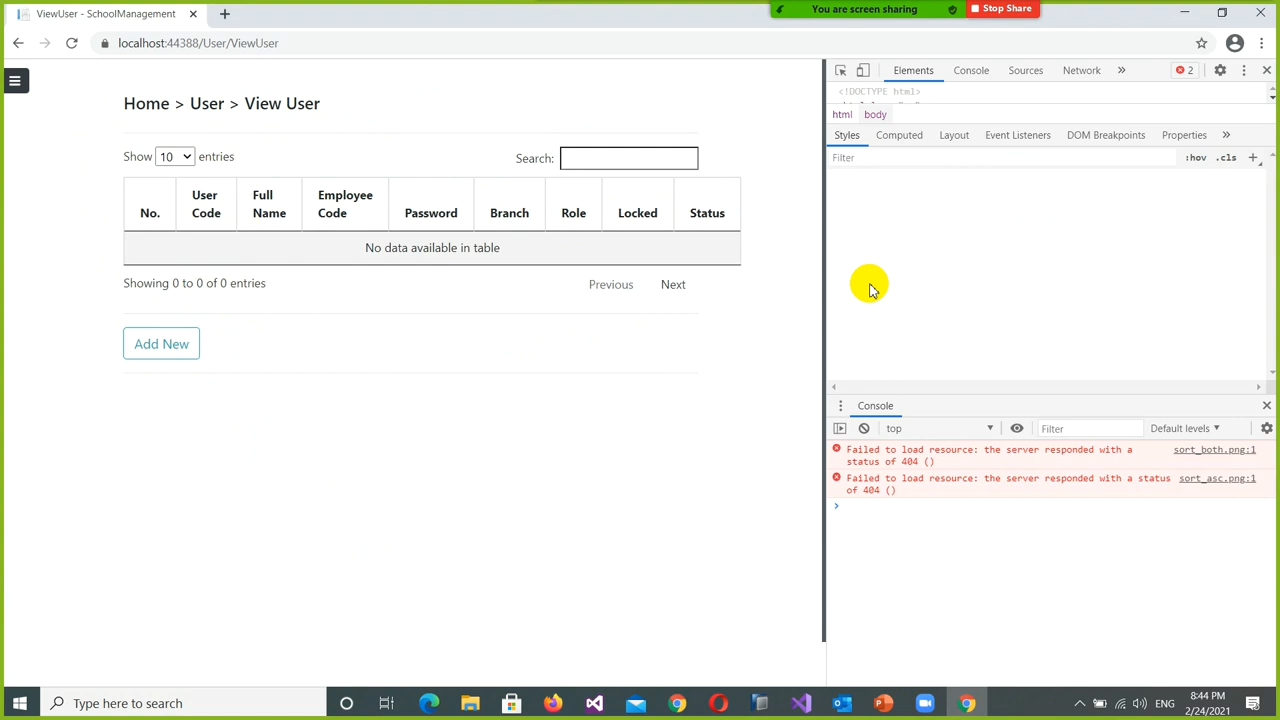 ViewUser - SchoolManagement
You are screen sharing
Stop Share
localhost:44388/User/ViewUser
Home > User > View User
Show 10 entries
Search:
No. User Code Full Name Employee Code Password Branch Role Locked Status
No data available in table
Showing 0 to 0 of 0 entries
Previous Next
Add New
Elements Console Sources Network » 2
<!DOCTYPE html>
html body
Styles Computed Layout Event Listeners DOM Breakpoints Properties »
Filter :hov .cls +
Console
top Filter Default levels
Failed to load resource: the server responded with a sort_both.png:1
status of 404 ()
Failed to load resource: the server responded with a status sort_asc.png:1
of 404 ()
Type here to search
ENG
8:44 PM
2/24/2021